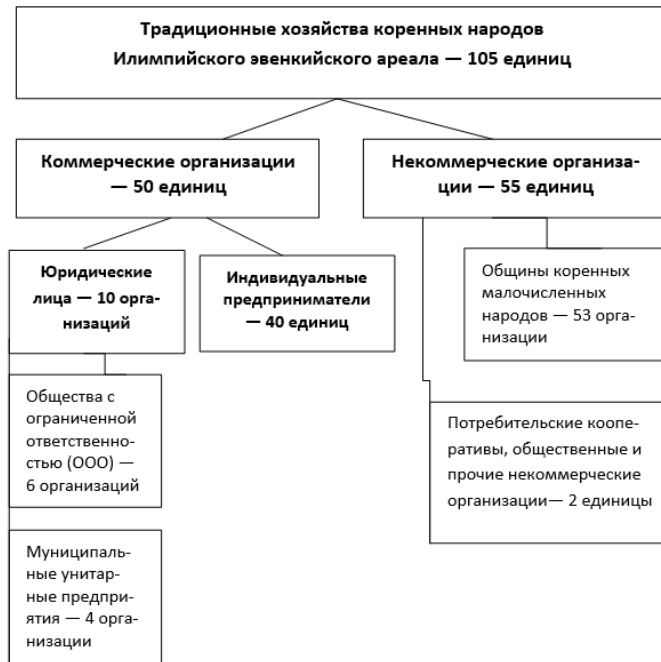 Традиционные хозяйства коренных народов
Илимпийского эвенкийского ареала — 105 единиц
Коммерческие организации
— 50 единиц
Некоммерческие организа-
ции — 55 единиц
Юридические
лица — 10 орга-
низаций
Индивидуальные
предприниматели
— 40 единиц
Общины коренных
малочисленных
народов — 53 орга-
низации
Общества с
ограниченной
ответственно-
стью (ООО) —
6 организаций
Потребительские коопе-
ративы, общественные и
прочие некоммерческие
организации— 2 единицы
Муниципаль-
ные унитар-
ные предпри-
ятия — 4 орга-
низации